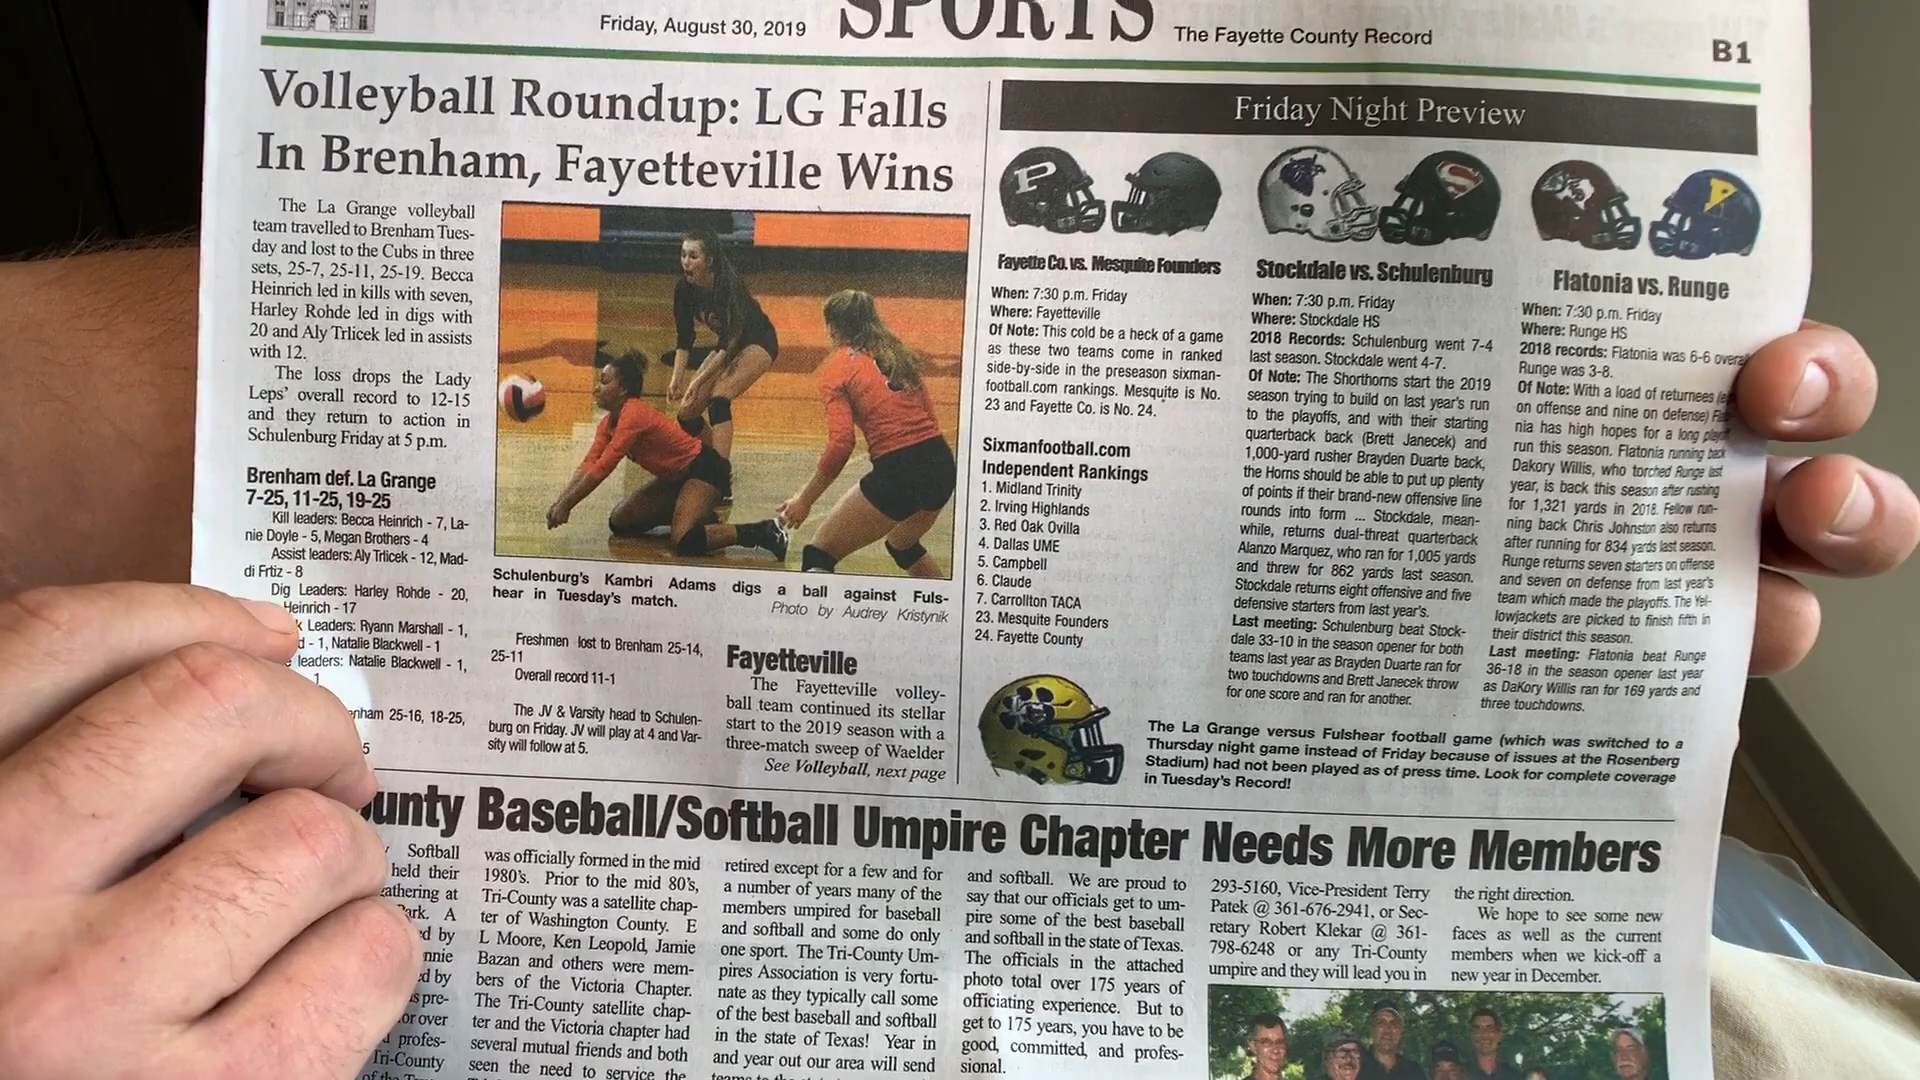 Friday, August 30, 2019
SPORTS
The Fayette County Record
B1
Volleyball Roundup: LG Falls
In Brenham, Fayetteville Wins
The La Grange volleyball
team travelled to Brenham Tues-
day and lost to the Cubs in three
sets, 25-7, 25-11, 25-19. Becca
Heinrich led in kills with seven,
Harley Rohde led in digs with
20 and Aly Trlicek led in assists
with 12.
The loss drops the Lady
Leps' overall record to 12-15
and they return to action in
Schulenburg Friday at 5 p.m.
Brenham def. La Grange
7-25, 11-25, 19-25
Kill leaders: Becca Heinrich - 7, La-
nie Doyle - 5, Megan Brothers - 4
Assist leaders: Aly Trlicek - 12, Mad-
di Frtiz - 8
Dig Leaders: Harley Rohde - 20,
Heinrich - 17
Leaders: Ryann Marshall - 1,
- 1, Natalie Blackwell - 1
leaders: Natalie Blackwell - 1,
1
25-16, 18-25,
5
Schulenburg's Kambri Adams digs a ball against Fuls-
hear in Tuesday's match.
Photo by Audrey Kristynik
Freshmen lost to Brenham 25-14,
25-11
Overall record 11-1
The JV & Varsity head to Schulen-
burg on Friday. JV will play at 4 and Var-
sity will follow at 5.
Fayetteville
The Fayetteville volley-
ball team continued its stellar
start to the 2019 season with a
three-match sweep of Waelder
See Volleyball, next page
Friday Night Preview
P
S
P
Fayette Co. vs. Mesquite Founders
When: 7:30 p.m. Friday
Where: Fayetteville
Of Note: This cold be a heck of a game
as these two teams come in ranked
side-by-side in the preseason sixman-
football.com rankings. Mesquite is No.
23 and Fayette Co. is No. 24.
Sixmanfootball.com
Independent Rankings
1. Midland Trinity
2. Irving Highlands
3. Red Oak Ovilla
4. Dallas UME
5. Campbell
6. Claude
7. Carrollton TACA
23. Mesquite Founders
24. Fayette County
Stockdale vs. Schulenburg
When: 7:30 p.m. Friday
Where: Stockdale HS
2018 Records: Schulenburg went 7-4
last season. Stockdale went 4-7.
Of Note: The Shorthorns start the 2019
season trying to build on last year's run
to the playoffs, and with their starting
quarterback back (Brett Janecek) and
1,000-yard rusher Brayden Duarte back,
the Horns should be able to put up plenty
of points if their brand-new offensive line
rounds into form ... Stockdale, mean-
while, returns dual-threat quarterback
Alanzo Marquez, who ran for 1,005 yards
and threw for 862 yards last season.
Stockdale returns eight offensive and five
defensive starters from last year's.
Last meeting: Schulenburg beat Stock-
dale 33-10 in the season opener for both
teams last year as Brayden Duarte ran for
two touchdowns and Brett Janecek throw
for one score and ran for another.
Flatonia vs. Runge
When: 7:30 p.m. Friday
Where: Runge HS
2018 records: Flatonia was 6-6 overall
Runge was 3-8.
Of Note: With a load of returnees
on offense and nine on defense)
nia has high hopes for a long playoff
run this season. Flatonia running back
Dakory Willis, who torched Runge last
year, is back this season after rushing
for 1,321 yards in 2018. Fellow run-
ning back Chris Johnston also returns
after running for 834 yards last season.
Runge returns seven starters on offense
and seven on defense from last year's
team which made the playoffs. The Yel-
lowjackets are picked to finish fifth in
their district this season.
Last meeting: Flatonia beat Runge
36-18 in the season opener last year
as DaKory Willis ran for 169 yards and
three touchdowns.
The La Grange versus Fulshear football game (which was switched to a
Thursday night game instead of Friday because of issues at the Rosenberg
Stadium) had not been played as of press time. Look for complete coverage
in Tuesday's Record!
unty Baseball/Softball Umpire Chapter Needs More Members
Softball
held their
gathering at
Park. A
by
by
pre-
or over
profes-
Tri-County
was officially formed in the mid
1980's. Prior to the mid 80's,
Tri-County was a satellite chap-
ter of Washington County. E
L Moore, Ken Leopold, Jamie
Bazan and others were mem-
bers of the Victoria Chapter.
The Tri-County satellite chap-
ter and the Victoria chapter had
several mutual friends and both
seen the need to service the
retired except for a few and for
a number of years many of the
members umpired for baseball
and softball and some do only
one sport. The Tri-County Um-
pires Association is very fortu-
nate as they typically call some
of the best baseball and softball
in the state of Texas! Year in
and year out our area will send
and softball. We are proud to
say that our officials get to um-
pire some of the best baseball
and softball in the state of Texas.
The officials in the attached
photo total over 175 years of
officiating experience. But to
get to 175 years, you have to be
good, committed, and profes-
sional.
293-5160, Vice-President Terry
Patek @ 361-676-2941, or Sec-
retary Robert Klekar @ 361-
798-6248 or any Tri-County
umpire and they will lead you in
the right direction.
We hope to see some new
faces as well as the current
members when we kick-off a
new year in December.